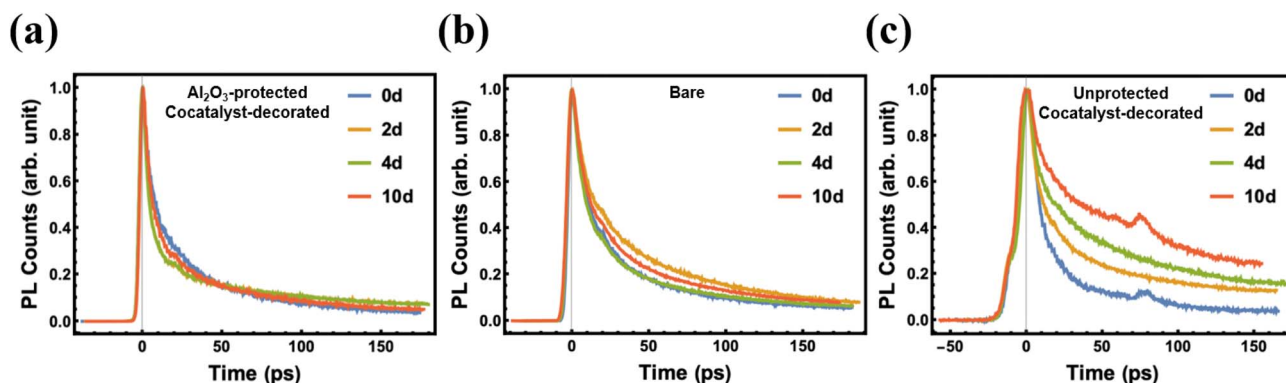 (a)
PL Counts (arb. unit)
1.0
0.8
0.6
0.4
0.2
0.0
Al₂O₃-protected
Cocatalyst-decorated
0d
2d
4d
10d
0
50
100
150
Time (ps)
(b)
PL Counts (arb. unit)
1.0
0.8
0.6
0.4
0.2
0.0
Bare
0d
2d
4d
10d
0
50
100
150
Time (ps)
(c)
PL Counts (arb. unit)
1.0
0.8
0.6
0.4
0.2
0.0
Unprotected
Cocatalyst-decorated
0d
2d
4d
10d
−50
0
50
100
150
Time (ps)